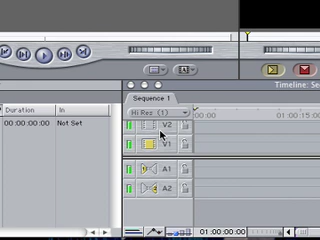 Timeline: Se
Duration
In
00:00:00:00
Not Set
Sequence 1
Hi Res (1)
00:00
01:00:15:00
V2
V1
A1
A2
01:00:00:00